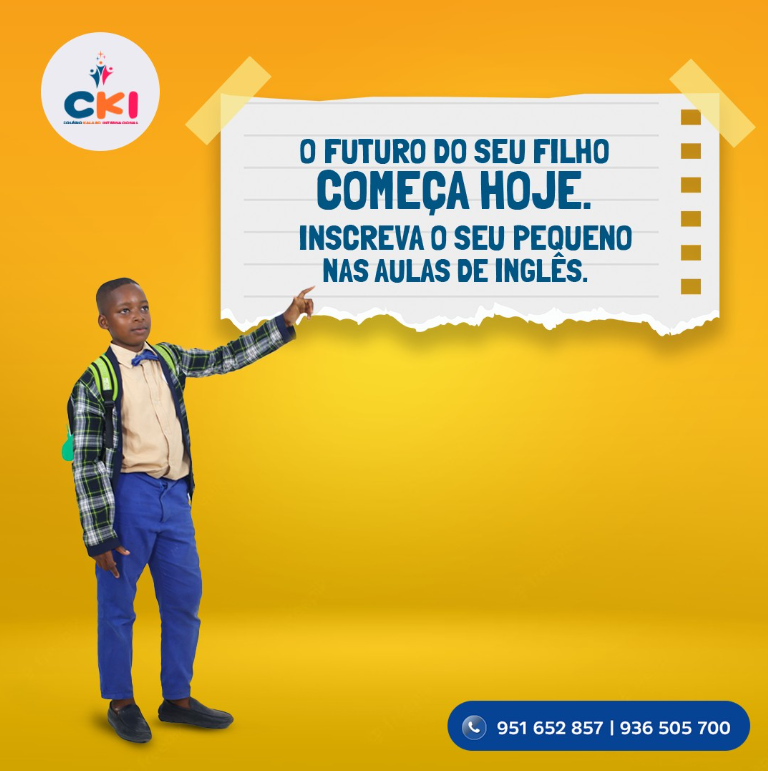 CKI
O FUTURO DO SEU FILHO
COMEÇA HOJE.
INSCREVA O SEU PEQUENO
NAS AULAS DE INGLÊS.
951 652 857 | 936 505 700